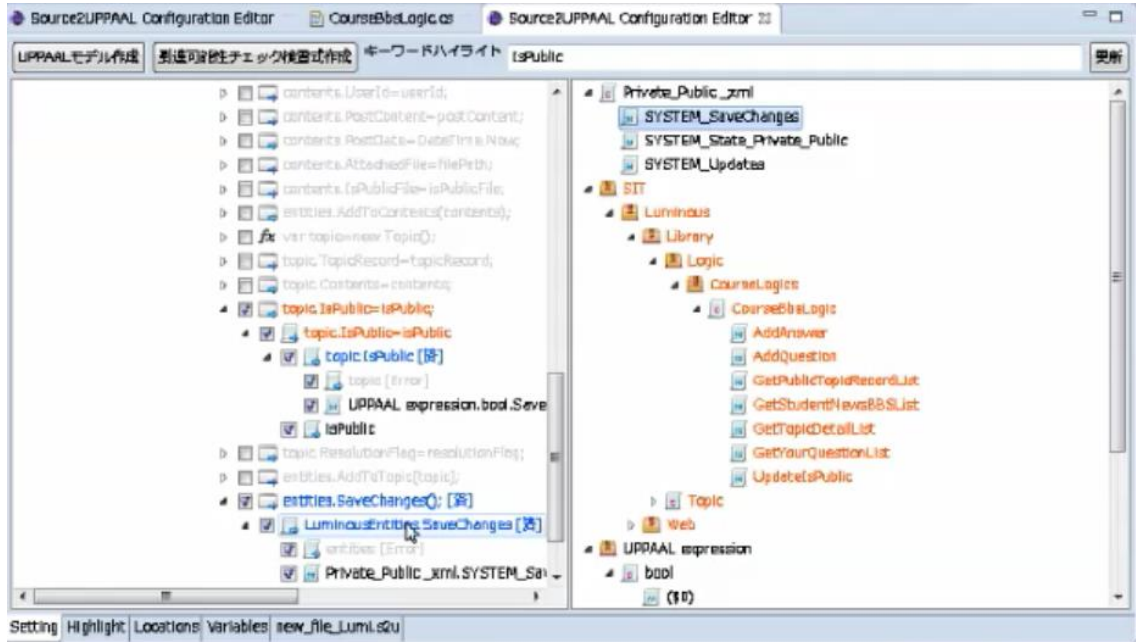 Source2UPPAAL Configuration Editor
CourseBbsLogic.cs
Source2UPPAAL Configuration Editor
UPPAALモデル作成
到達可能性チェック検査式作成
キーワードハイライト
IsPublic
更新
contents.UserId=userId;
contents.PostContent=postContent;
contents.PostDate=DateTime.Now;
contents.AttachedFile=filePath;
contents.IsPublicFile=isPublicFile;
entities.AddToContents(contents);
fx var topic=new Topic();
topic.TopicRecord=topicRecord;
topic.Contents=contents;
topic.IsPublic=isPublic;
topic.IsPublic=isPublic
topic.IsPublic [済]
topic [Error]
UPPAAL expression.bool.Save
isPublic
topic.ResolutionFlag=resolutionFlag;
entities.AddToTopic(topic);
entities.SaveChanges(); [済]
LuminousEntities.SaveChanges [済]
entities [Error]
Private_Public_xml.SYSTEM_Sav
Private_Public_xml
SYSTEM_SaveChanges
SYSTEM_State_Private_Public
SYSTEM_Updates
SIT
Luminous
Library
Logic
CourseLogics
CourseBbsLogic
AddAnswer
AddQuestion
GetPublicTopicRecordList
GetStudentNewsBBSList
GetTopicDetailList
GetYourQuestionList
UpdateIsPublic
Topic
Web
UPPAAL expression
bool
($0)
Setting
Highlight
Locations
Variables
new_file_Lumi.s2u